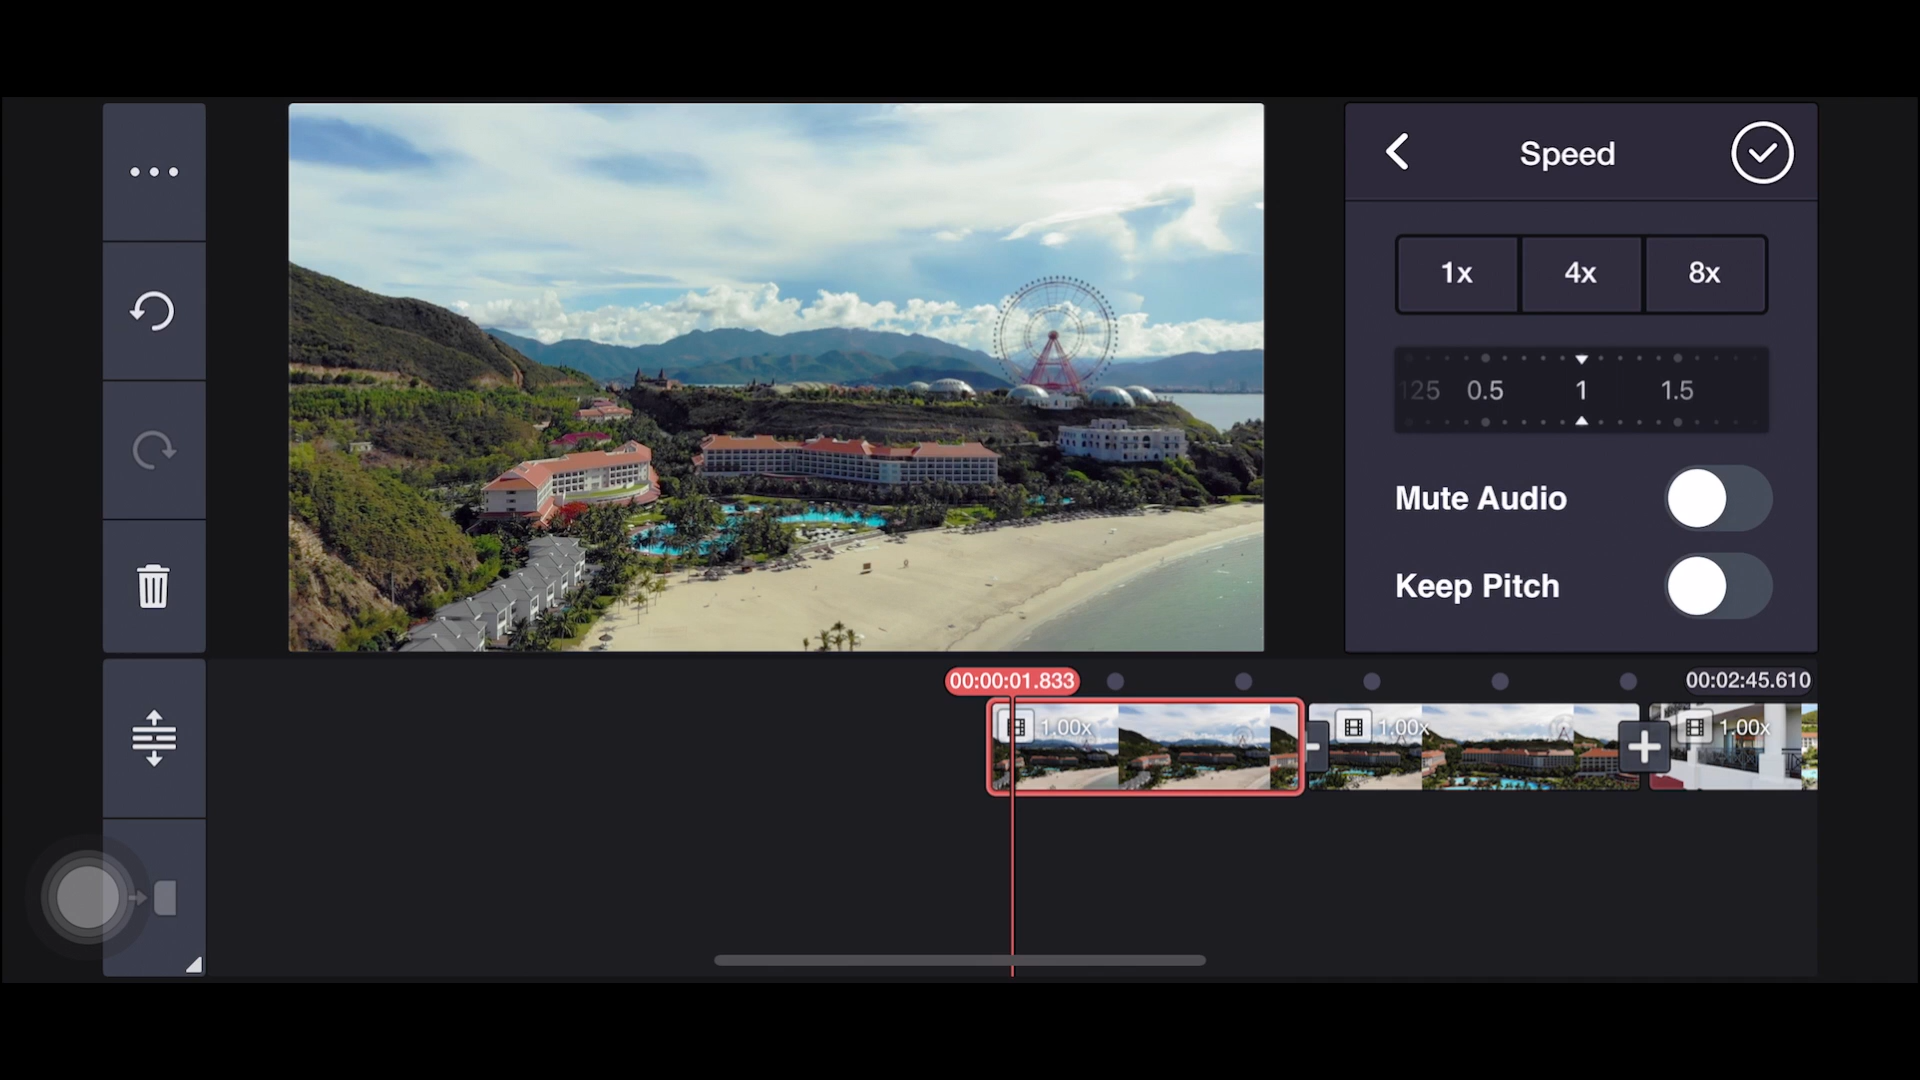 Speed
1x 4x 8x
125 0.5 1 1.5
Mute Audio
Keep Pitch
00:00:01.833 00:02:45.610
1.00x 1.00x 1.00x